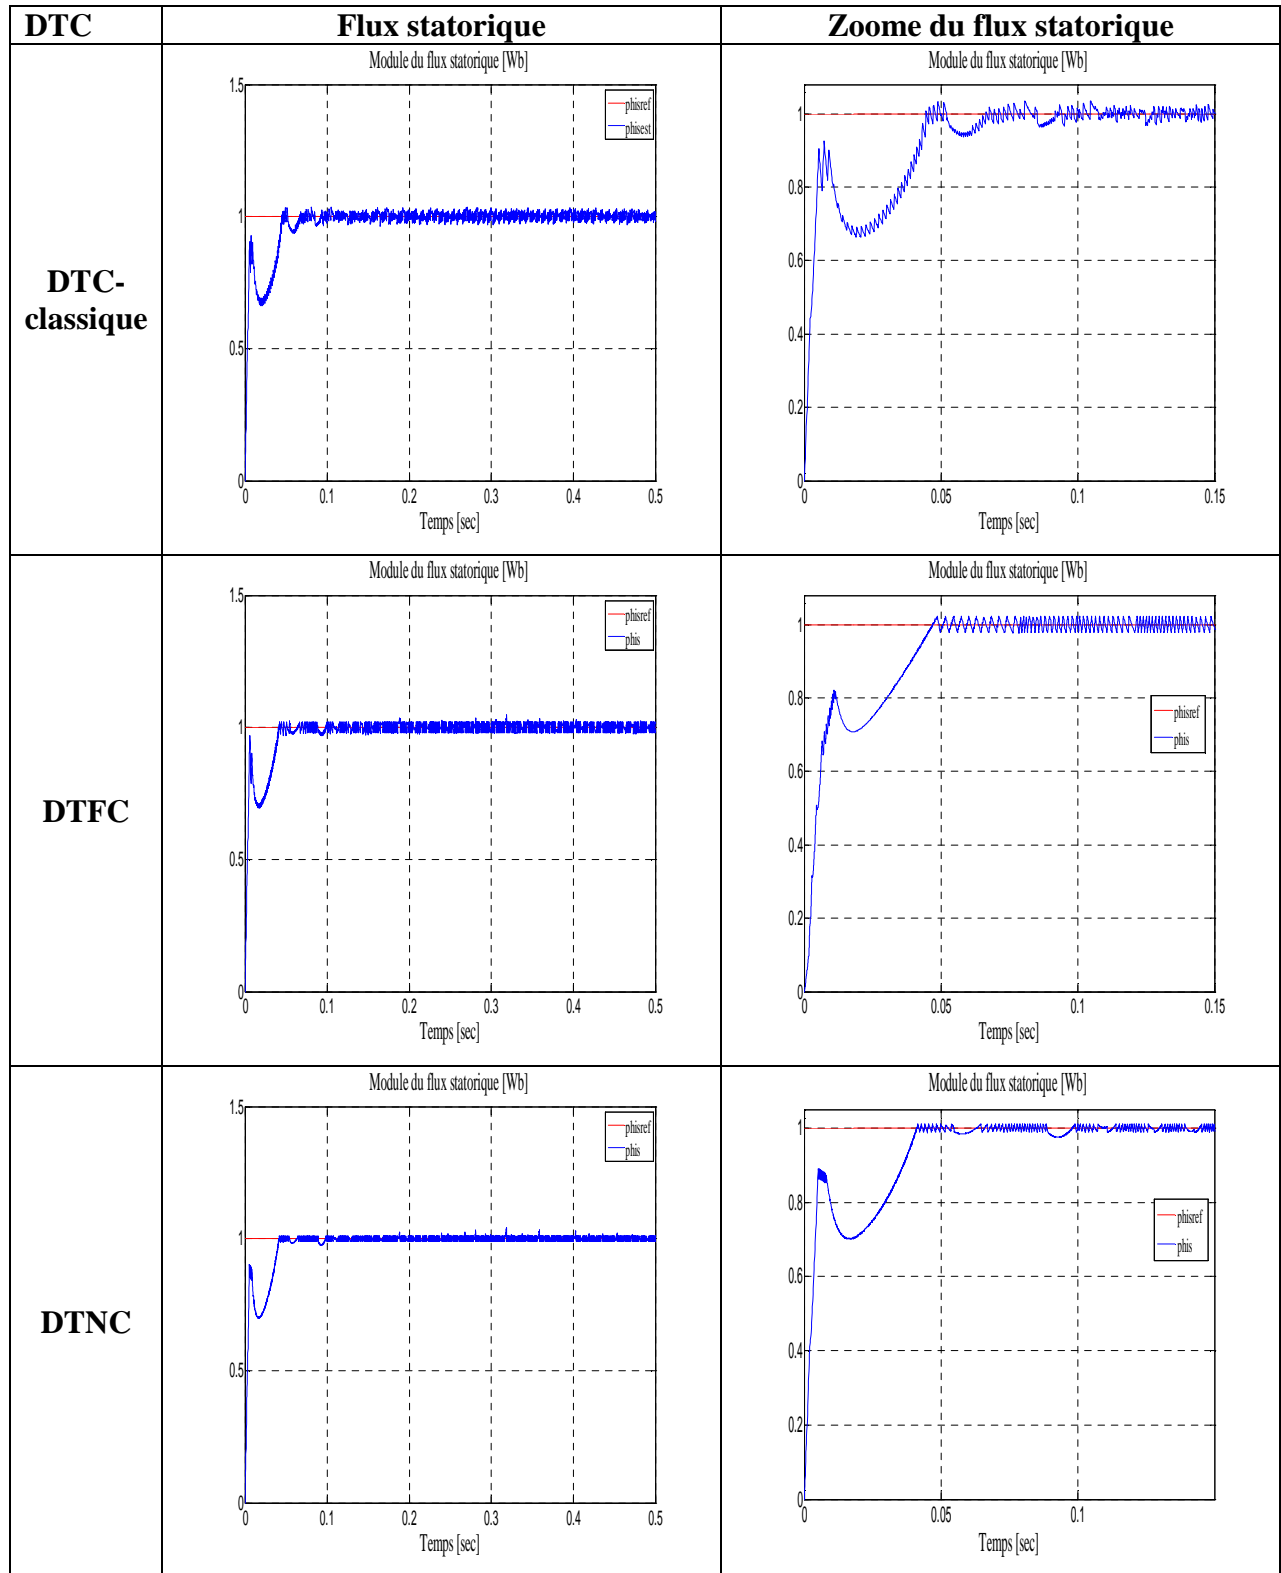 DTC Flux statorique Zoome du flux statorique
DTC-
classique
Module du flux statorique [Wb]
1.5
1
0.5
0
phisref
phisest
0 0.1 0.2 0.3 0.4 0.5
Temps [sec]
Module du flux statorique [Wb]
1
0.8
0.6
0.4
0.2
0
0 0.05 0.1 0.15
Temps [sec]
DTFC
Module du flux statorique [Wb]
1.5
1
0.5
0
phisref
phis
0 0.1 0.2 0.3 0.4 0.5
Temps [sec]
Module du flux statorique [Wb]
1
0.8
0.6
0.4
0.2
0
phisref
phis
0 0.05 0.1 0.15
Temps [sec]
DTNC
Module du flux statorique [Wb]
1.5
1
0.5
0
phisref
phis
0 0.1 0.2 0.3 0.4 0.5
Temps [sec]
Module du flux statorique [Wb]
1
0.8
0.6
0.4
0.2
0
phisref
phis
0 0.05 0.1
Temps [sec]